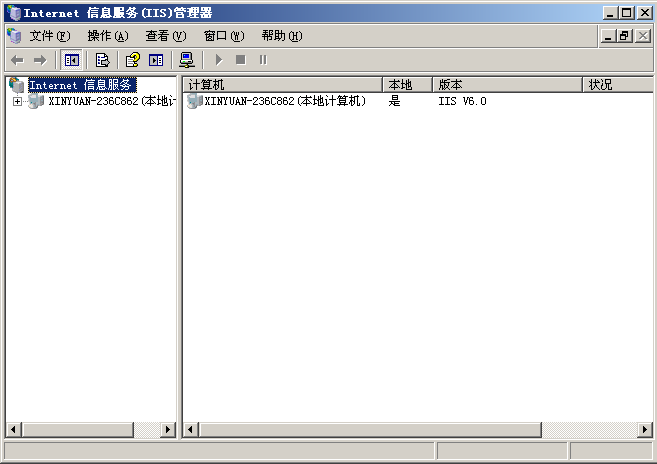 Internet 信息服务(IIS)管理器
文件(F) 操作(A) 查看(V) 窗口(W) 帮助(H)
Internet 信息服务
XINYUAN-236C862(本地计
计算机 本地 版本 状况
XINYUAN-236C862(本地计算机) 是 IIS V6.0